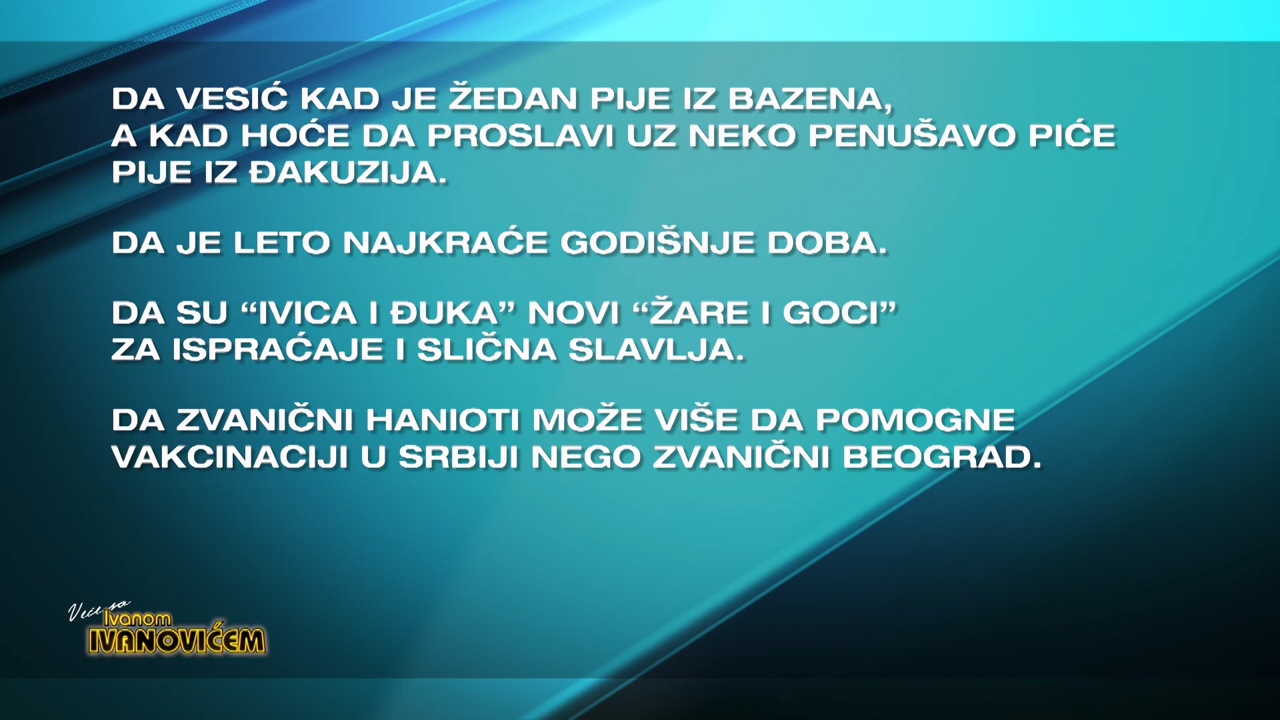 DA VESIĆ KAD JE ŽEDAN PIJE IZ BAZENA,
A KAD HOĆE DA PROSLAVI UZ NEKO PENUŠAVO PIĆE
PIJE IZ ĐAKUZIJA.
DA JE LETO NAJKRAĆE GODIŠNJE DOBA.
DA SU “IVICA I ĐUKA” NOVI “ŽARE I GOCI”
ZA ISPRAĆAJE I SLIČNA SLAVLJA.
DA ZVANIČNI HANIOTI MOŽE VIŠE DA POMOGNE
VAKCINACIJI U SRBIJI NEGO ZVANIČNI BEOGRAD.
Veče sa
Ivanom
IVANOVIĆEM